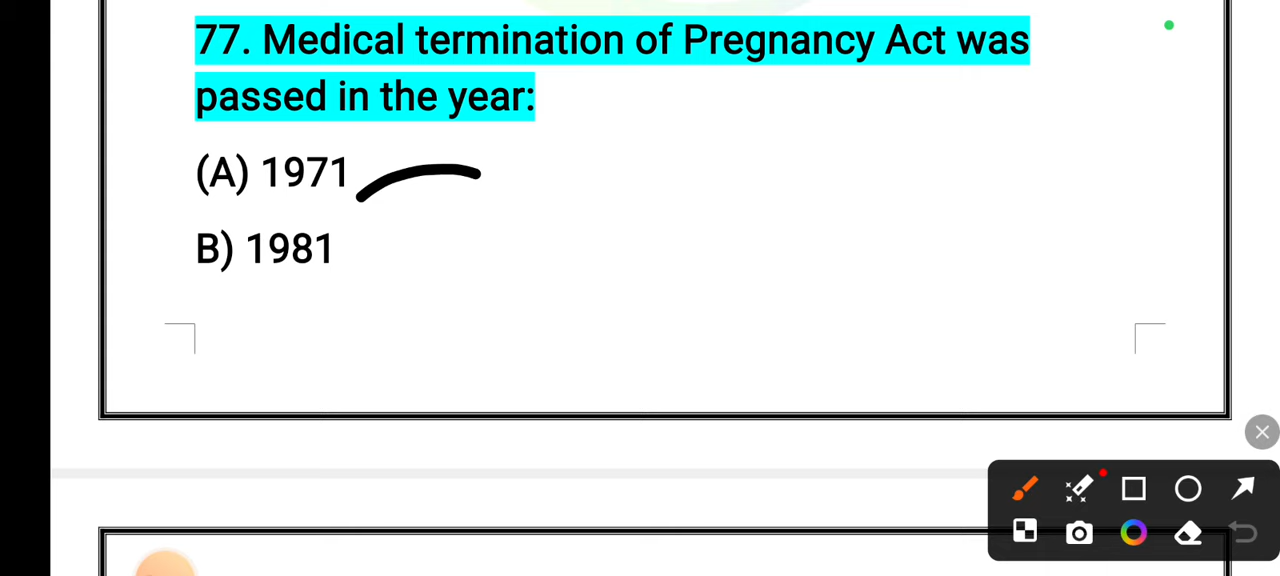 77. Medical termination of Pregnancy Act was
passed in the year:
(A) 1971
B) 1981